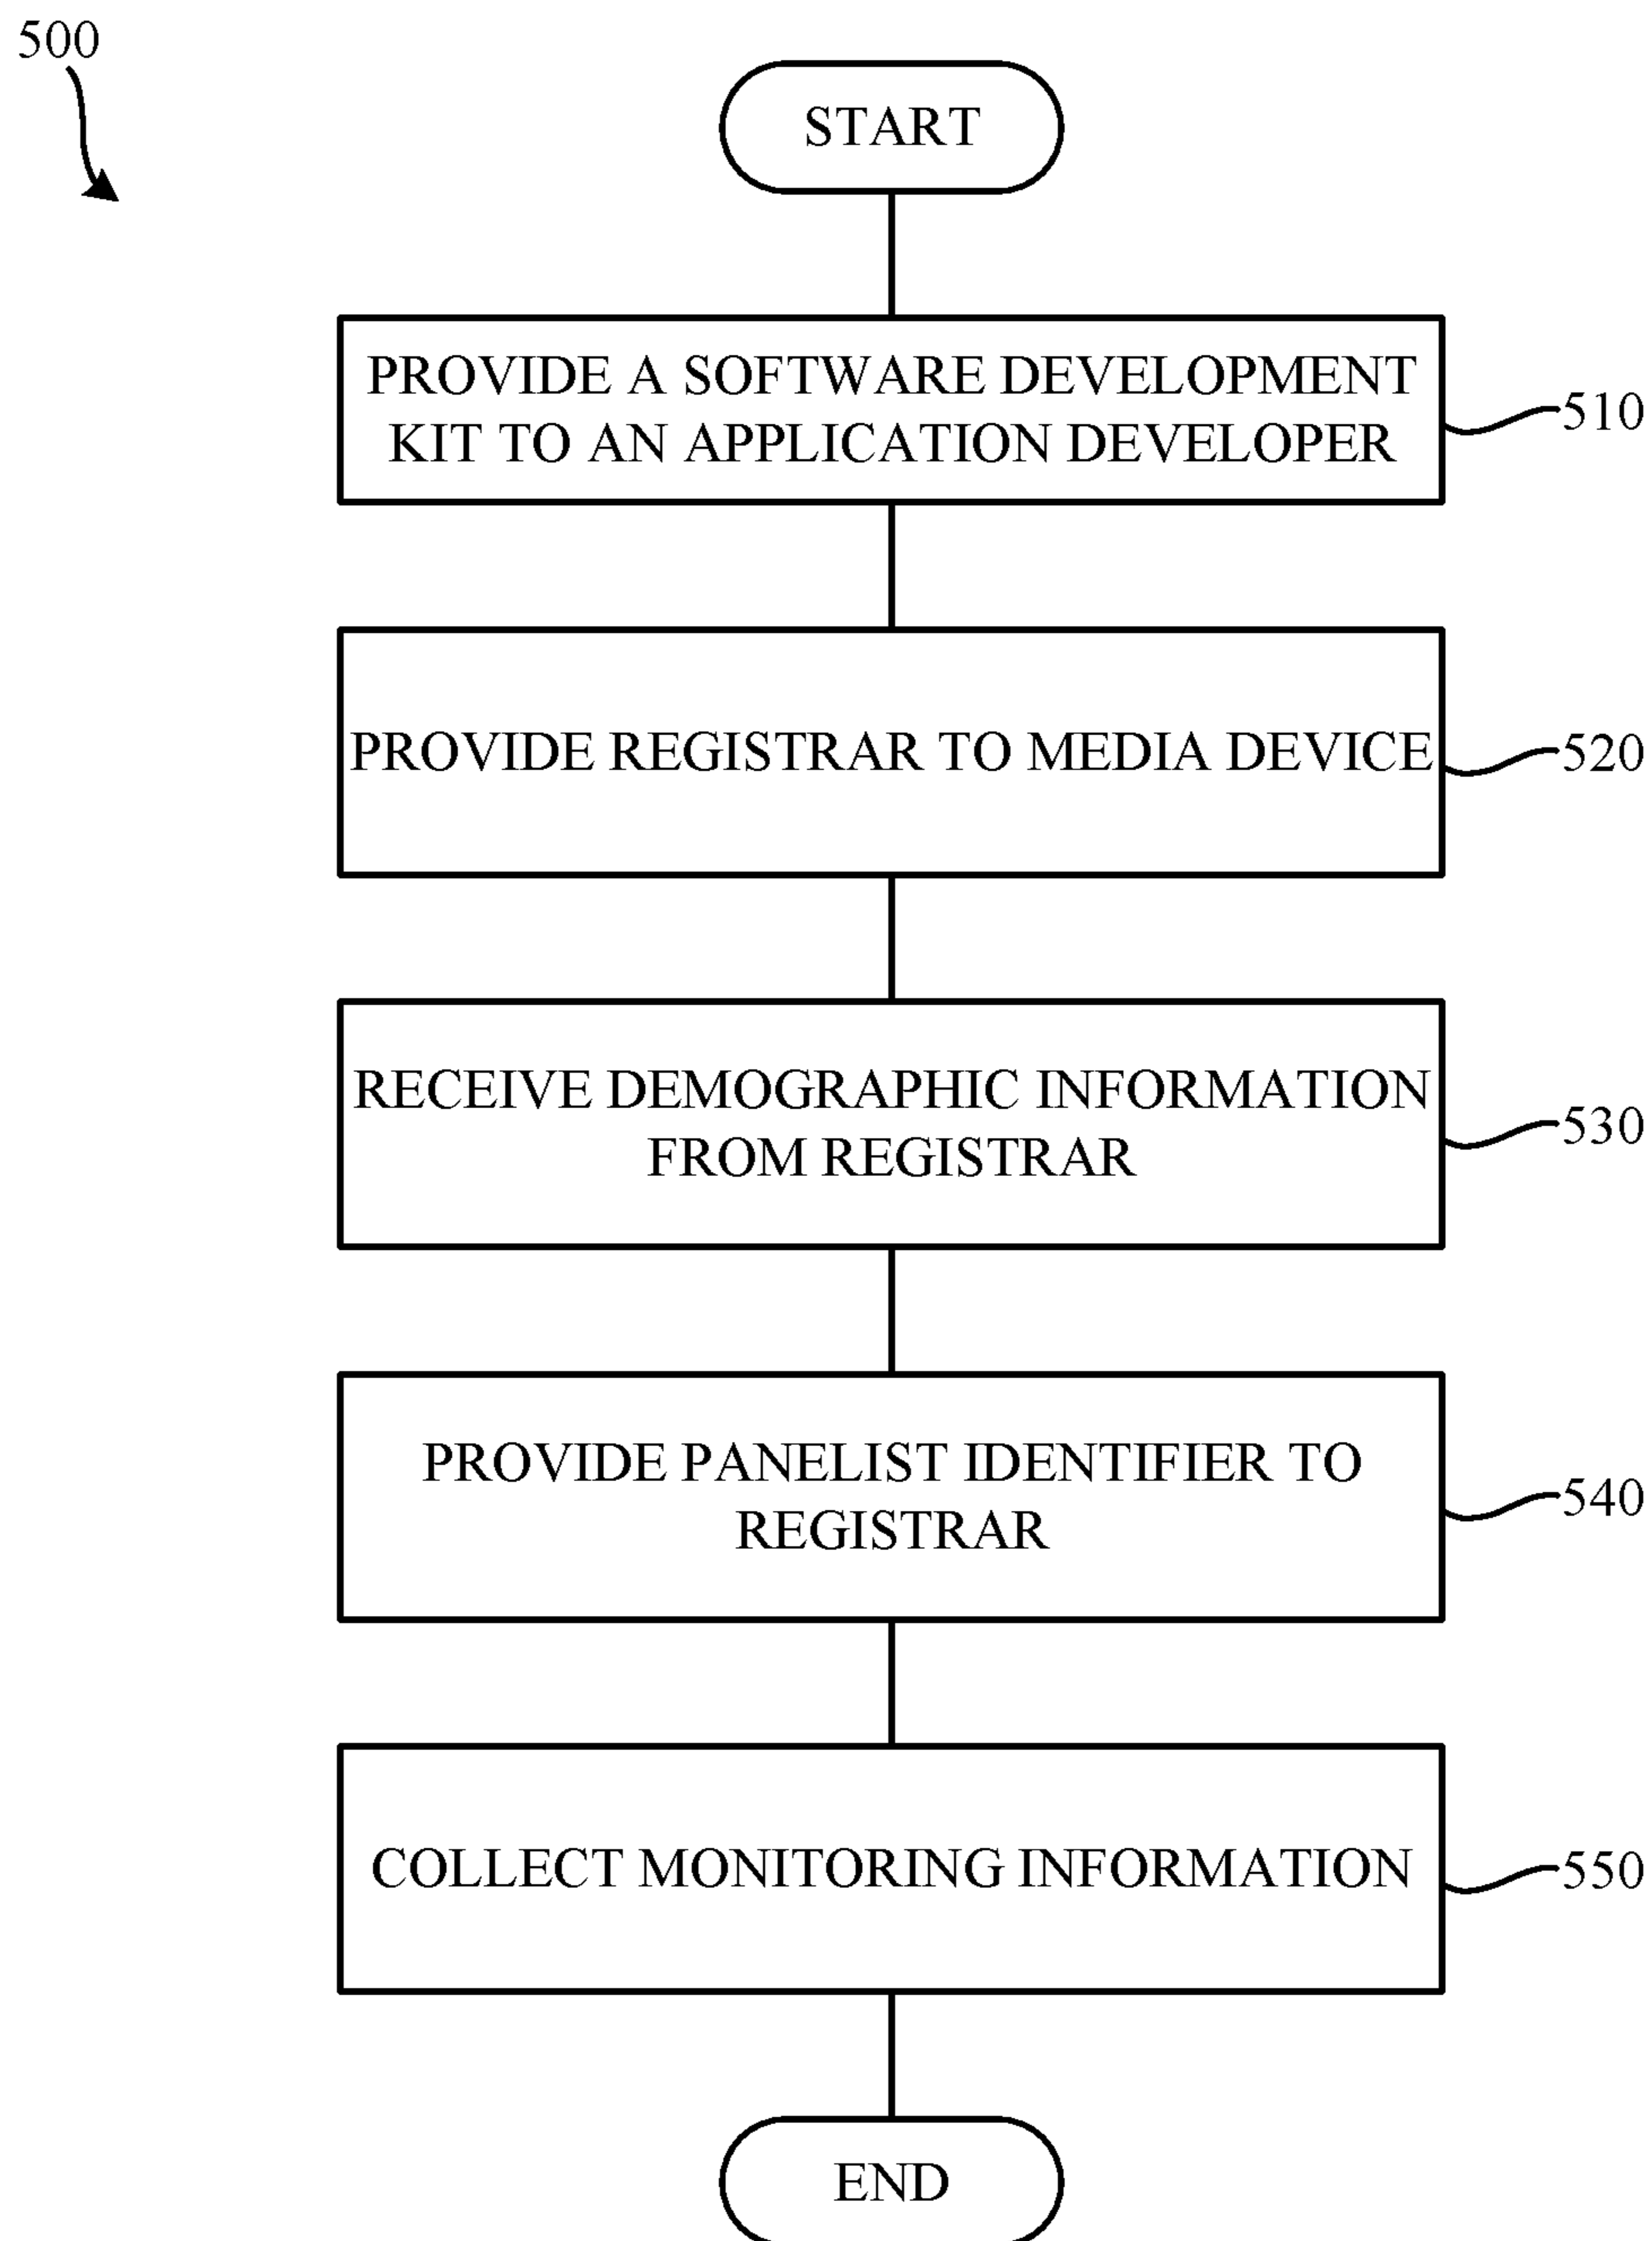 500
START
PROVIDE A SOFTWARE DEVELOPMENT
KIT TO AN APPLICATION DEVELOPER
510
PROVIDE REGISTRAR TO MEDIA DEVICE
520
RECEIVE DEMOGRAPHIC INFORMATION
FROM REGISTRAR
530
PROVIDE PANELIST IDENTIFIER TO
REGISTRAR
540
COLLECT MONITORING INFORMATION
550
END